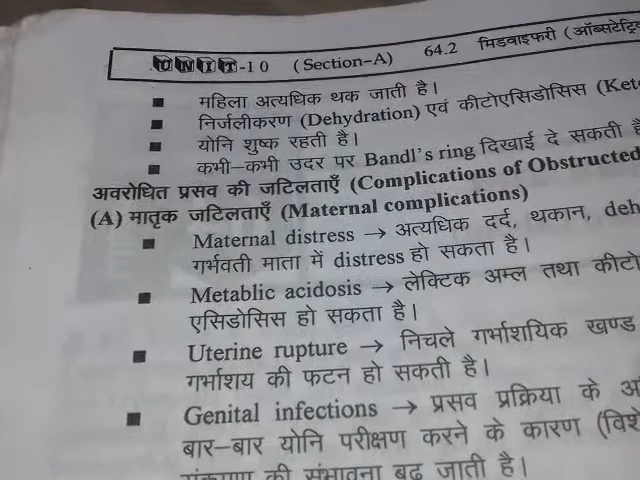 UNIT-10 (Section-A) 64.2 मिडवाइफरी
■ महिला अत्यधिक थक जाती है।
■ निर्जलीकरण (Dehydration) एवं कीटोएसिडोसिस (Keto
■ योनि शुष्क रहती है।
■ कभी-कभी उदर पर Bandl's ring दिखाई दे सकती है
अवरोधित प्रसव की जटिलताएँ (Complications of Obstructed
(A) मातृक जटिलताएँ (Maternal complications)
■ Maternal distress → अत्यधिक दर्द, थकान, deh
गर्भवती माता में distress हो सकता है।
■ Metablic acidosis → लेक्टिक अम्ल तथा कीटो
एसिडोसिस हो सकता है।
■ Uterine rupture → निचले गर्भाशयिक खण्ड
गर्भाशय की फटन हो सकती है।
■ Genital infections → प्रसव प्रक्रिया के
बार-बार योनि परीक्षण करने के कारण (विशे
संक्रमण की संभावना बढ़ जाती है।